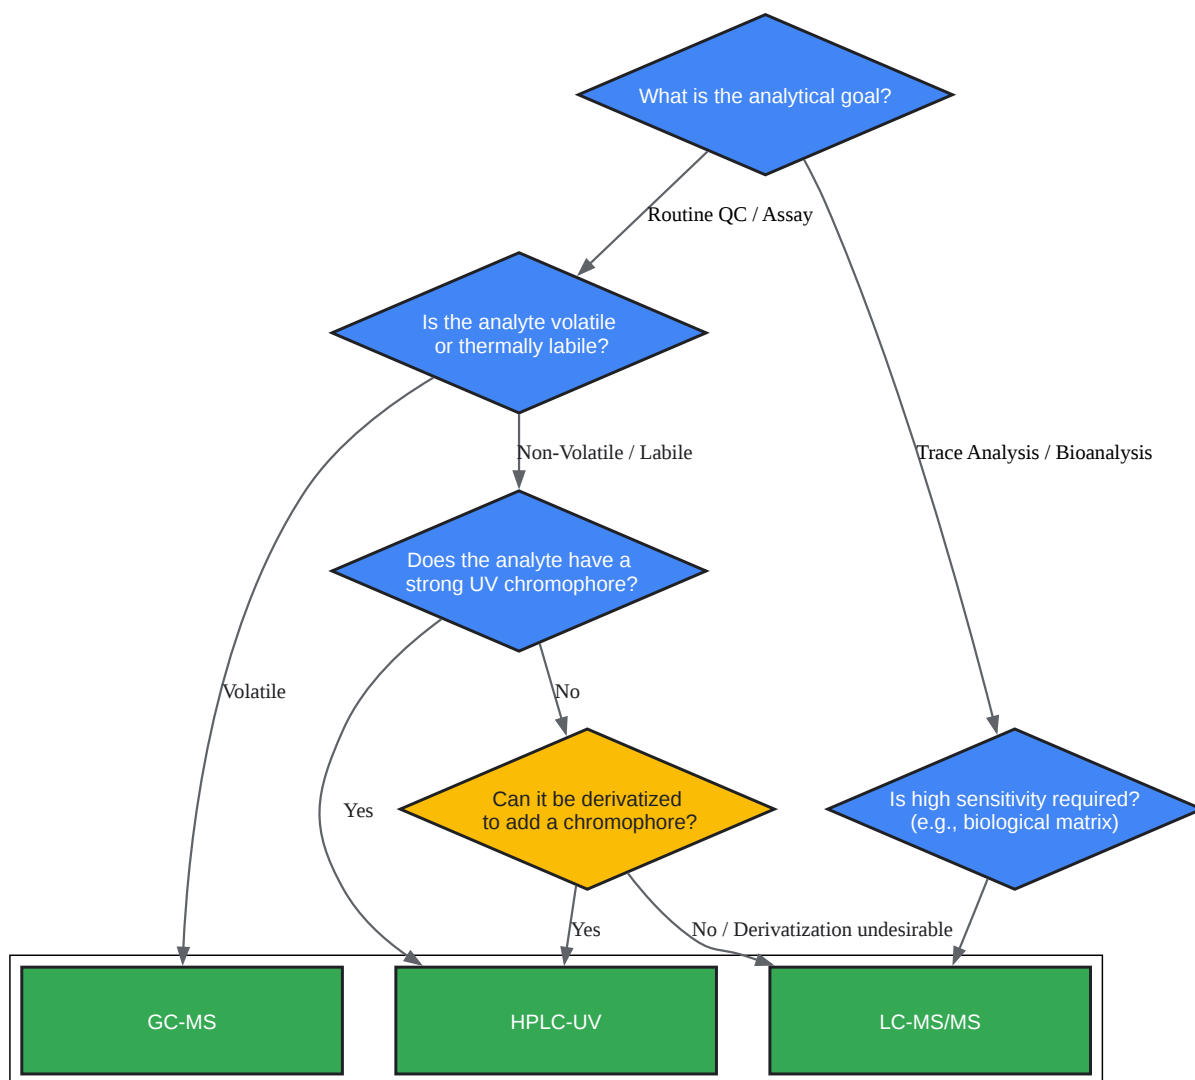 What is the analytical goal?
Routine QC / Assay
Is the analyte volatile
or thermally labile?
Non-Volatile / Labile
Trace Analysis / Bioanalysis
Does the analyte have a
strong UV chromophore?
Volatile
No
Yes
Can it be derivatized
to add a chromophore?
Is high sensitivity required?
(e.g., biological matrix)
Yes
No / Derivatization undesirable
GC-MS
HPLC-UV
LC-MS/MS